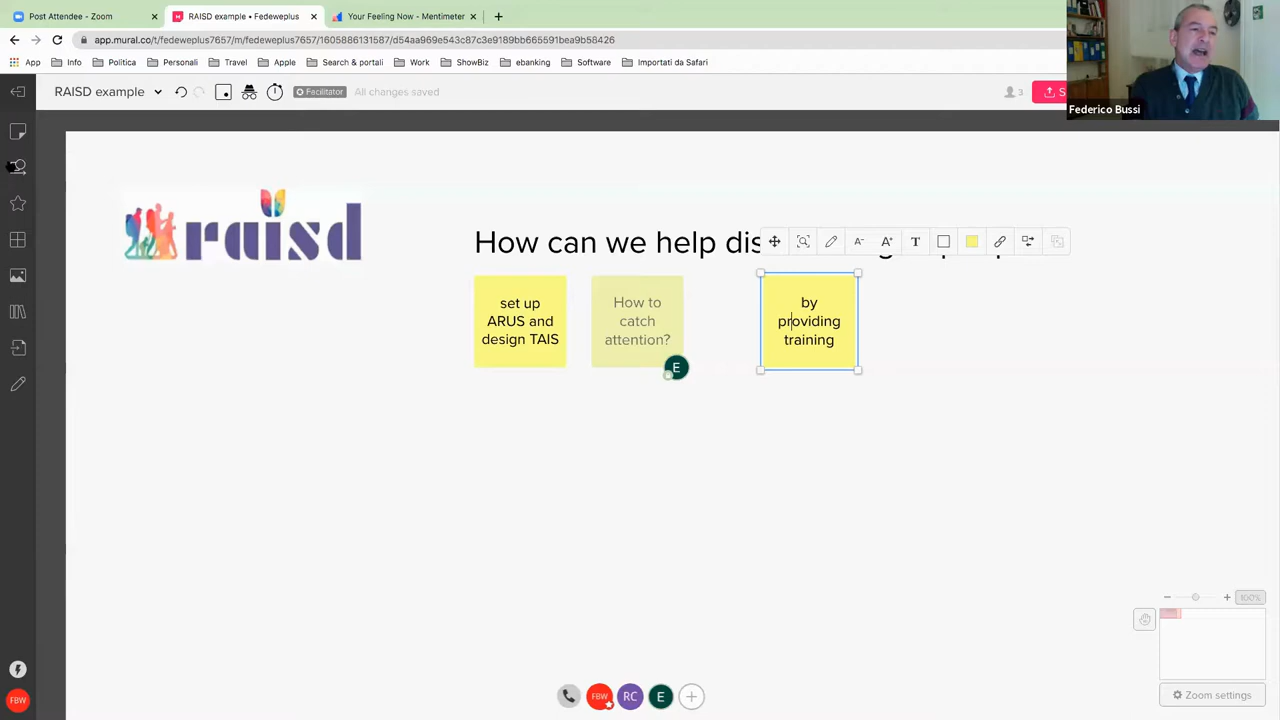 Post Attendee - Zoom
RAISD example • Fedeweplus
Your Feeling Now - Mentimeter
app.mural.co/t/fedeweplus7657/m/fedeweplus7657/1605886131587/d54aa969e543c87c3e9189bb665591bea9b58426
App
Info
Politica
Personali
Travel
Apple
Search & portali
Work
ShowBiz
ebanking
Software
Importati da Safari
Federico Bussi
RAISD example
Facilitator
All changes saved
3
S
raisd
How can we help dis
A-
A+
T
set up
ARUS and
design TAIS
How to
catch
attention?
E
by
providing
training
100%
Zoom settings
FBW
FBW
RC
E